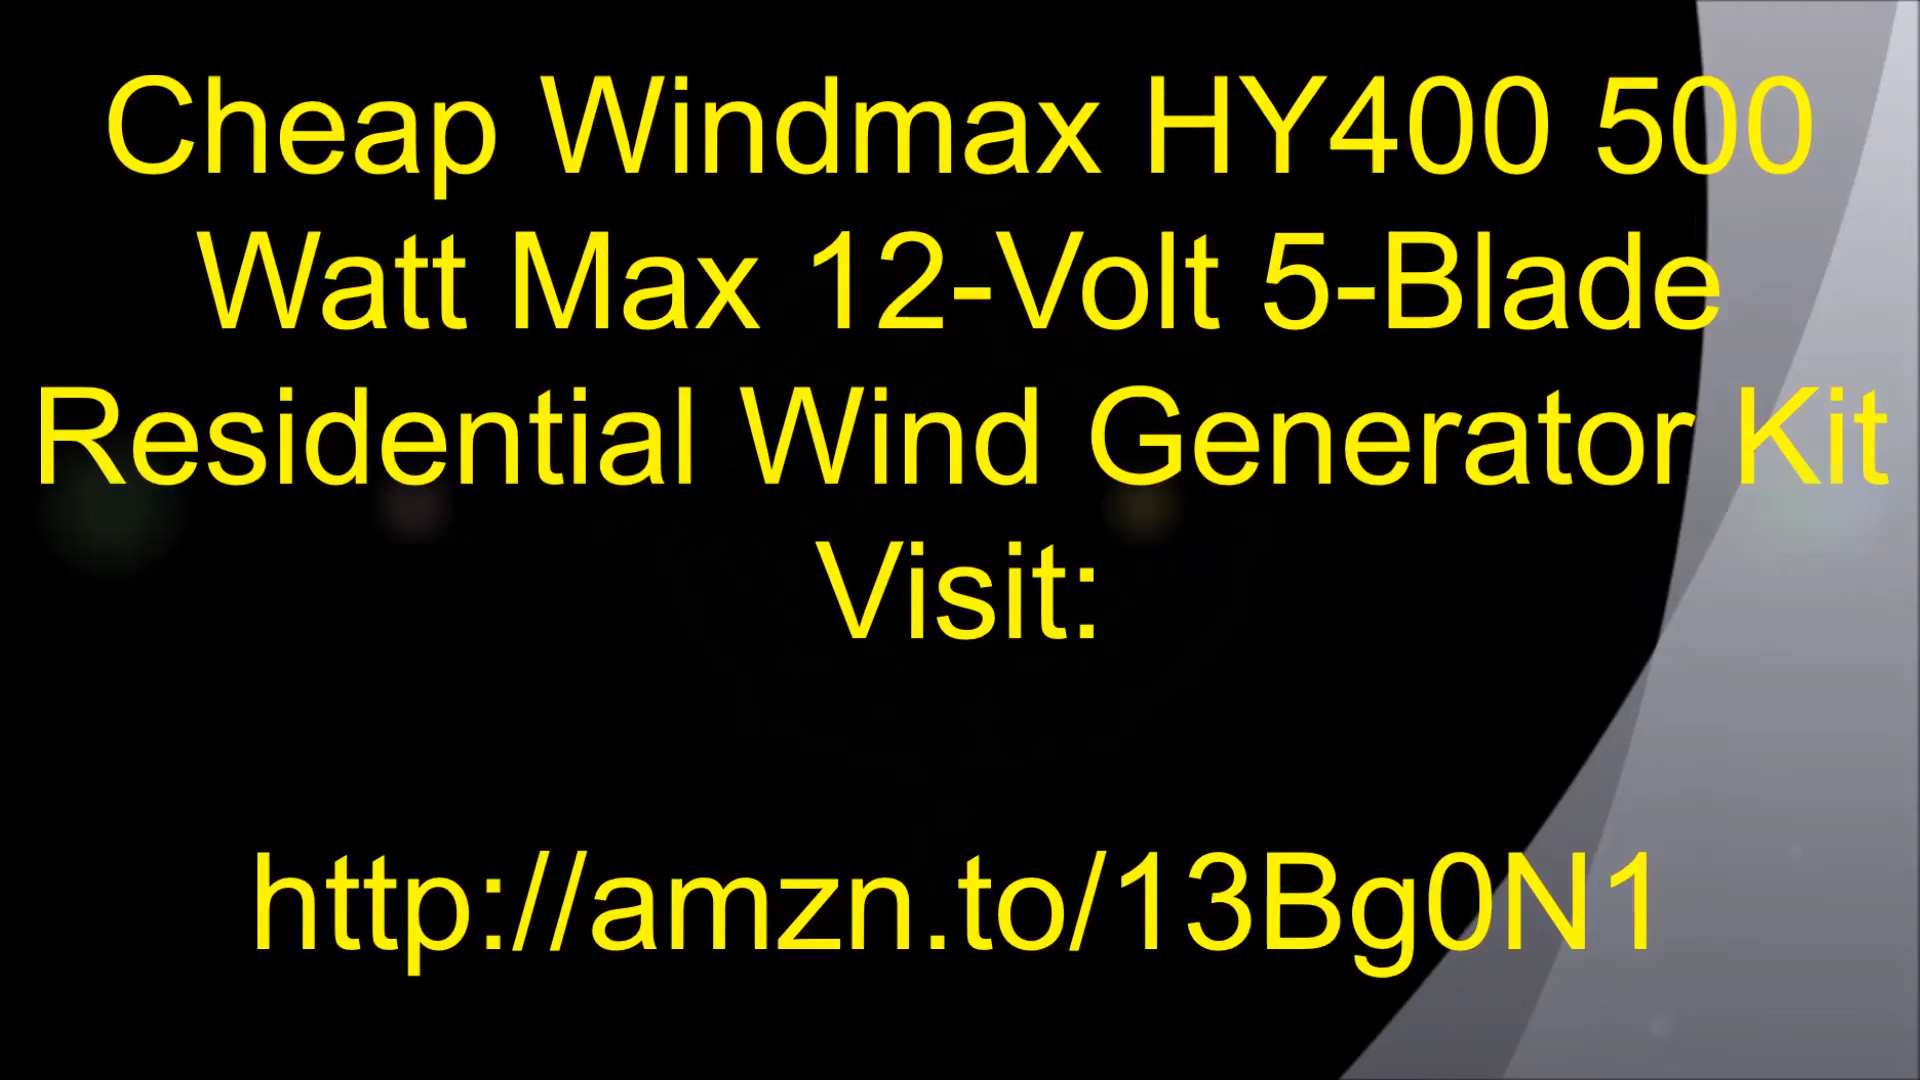 Cheap Windmax HY400 500
Watt Max 12-Volt 5-Blade
Residential Wind Generator Kit
Visit:
http://amzn.to/13Bg0N1